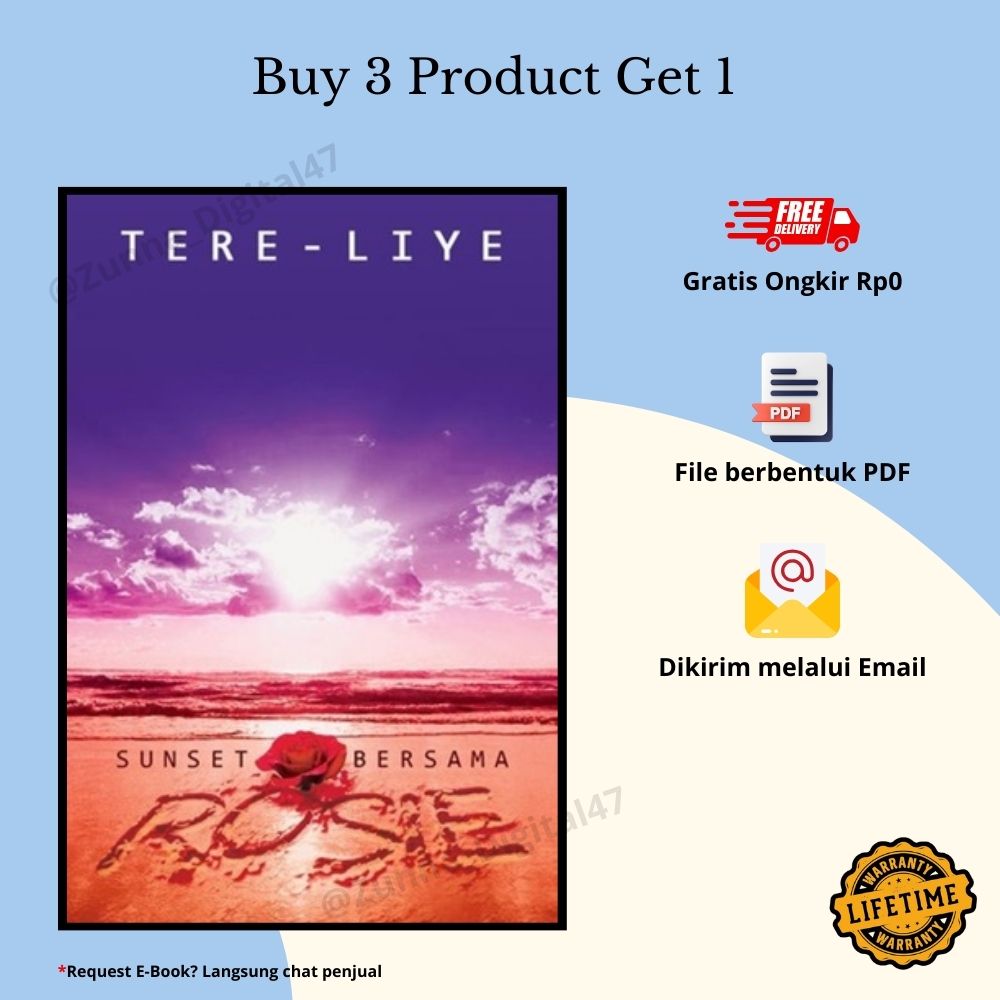 Buy 3 Product Get 1
TERE-LIYE
SUNSET BERSAMA
ROSIE
FREE
DELIVERY
Gratis Ongkir Rp0
PDF
File berbentuk PDF
@
Dikirim melalui Email
WARRANTY
LIFETIME
WARRANTY
*Request E-Book? Langsung chat penjual